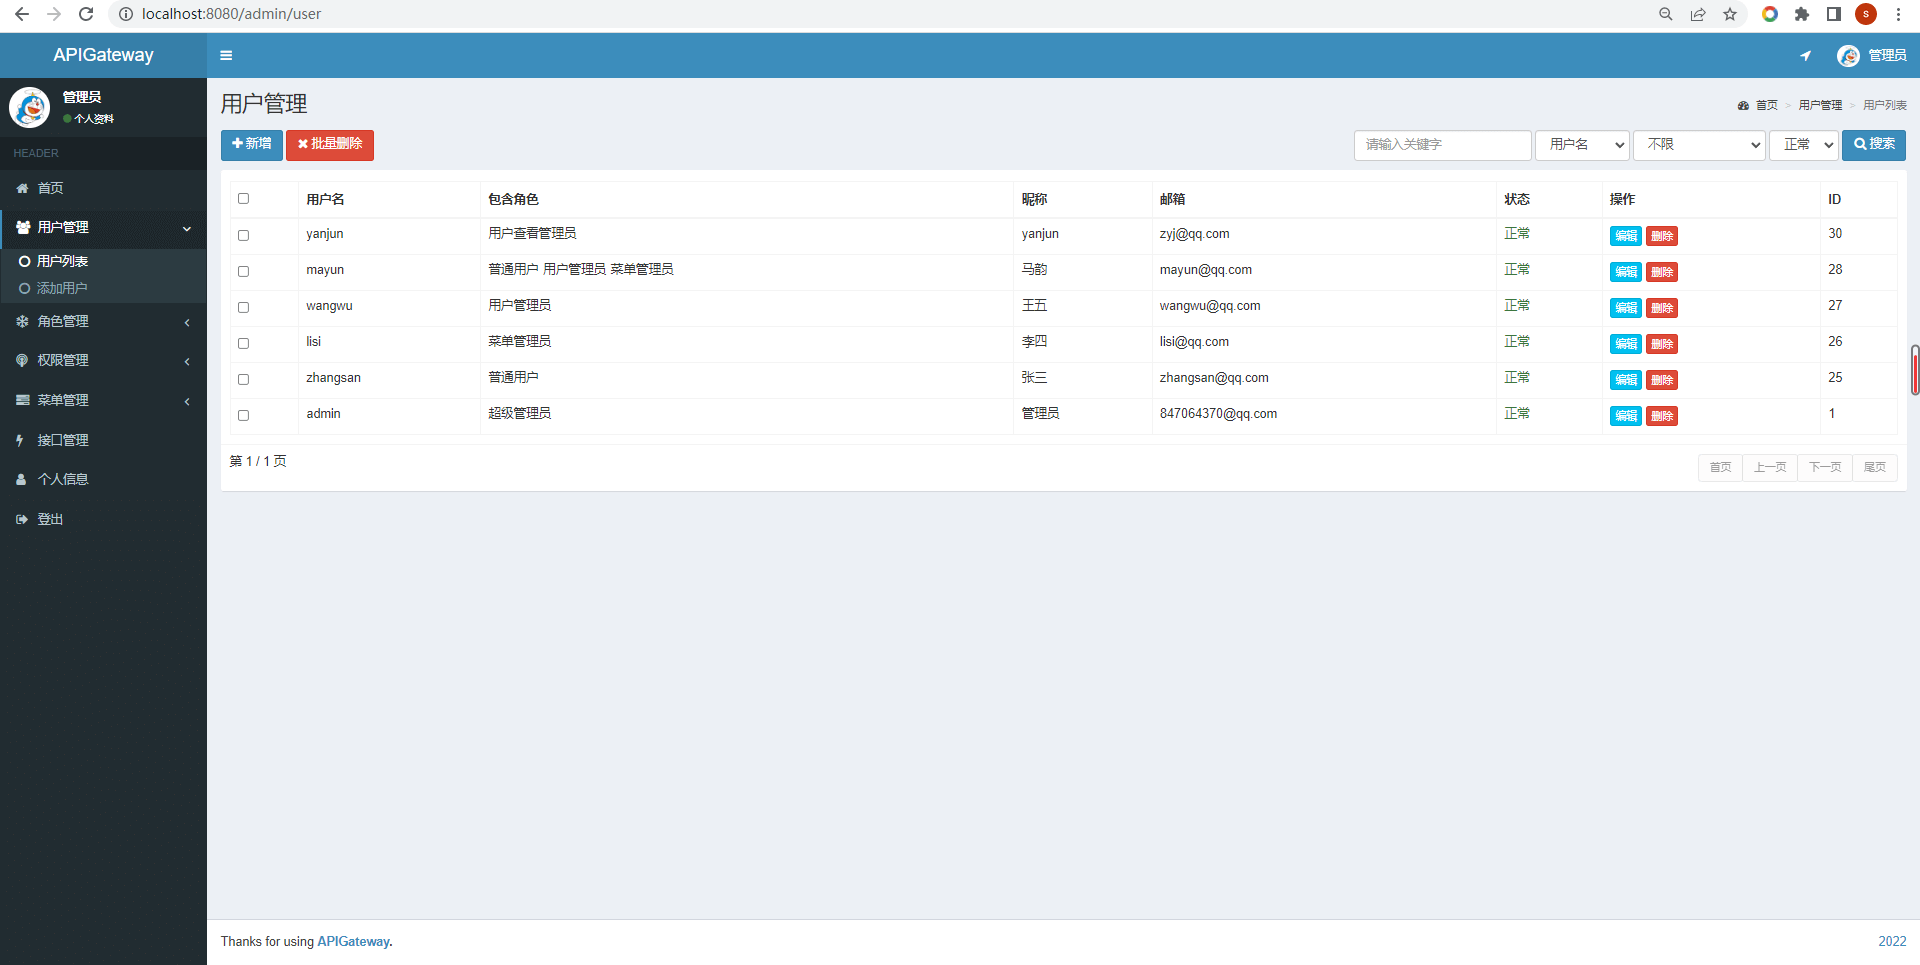 localhost:8080/admin/user
S
APIGateway
管理员
管理员
个人资料
HEADER
首页
用户管理
用户列表
添加用户
角色管理
权限管理
菜单管理
接口管理
个人信息
登出
用户管理
首页 > 用户管理 > 用户列表
新增 批量删除 请输入关键字 用户名 不限 正常 搜索
用户名 包含角色 昵称 邮箱 状态 操作 ID
yanjun 用户查看管理员 yanjun zyj@qq.com 正常 编辑 删除 30
mayun 普通用户 用户管理员 菜单管理员 马韵 mayun@qq.com 正常 编辑 删除 28
wangwu 用户管理员 王五 wangwu@qq.com 正常 编辑 删除 27
lisi 菜单管理员 李四 lisi@qq.com 正常 编辑 删除 26
zhangsan 普通用户 张三 zhangsan@qq.com 正常 编辑 删除 25
admin 超级管理员 管理员 847064370@qq.com 正常 编辑 删除 1
第 1 / 1 页 首页 上一页 下一页 尾页
Thanks for using APIGateway. 2022